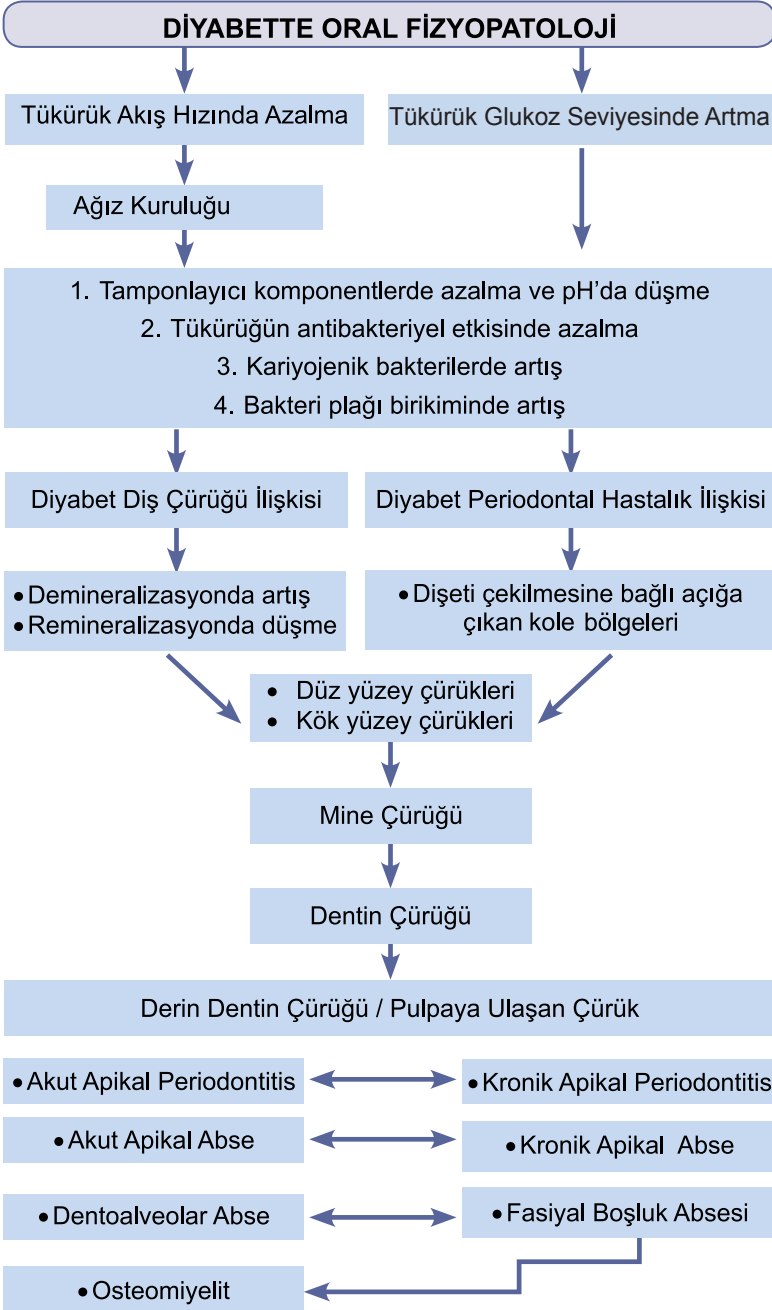 DİYABETTE ORAL FİZYOPATOLOJİ
Tükürük Akış Hızında Azalma
Tükürük Glukoz Seviyesinde Artma
Ağız Kuruluğu
1. Tamponlayıcı komponentlerde azalma ve pH’da düşme
2. Tükürüğün antibakteriyel etkisinde azalma
3. Kariyojenik bakterilerde artış
4. Bakteri plağı birikiminde artış
Diyabet Diş Çürüğü İlişkisi
Diyabet Periodontal Hastalık İlişkisi
• Demineralizasyonda artış
• Remineralizasyonda düşme
• Dişeti çekilmesine bağlı açığa
çıkan kole bölgeleri
• Düz yüzey çürükleri
• Kök yüzey çürükleri
Mine Çürüğü
Dentin Çürüğü
Derin Dentin Çürüğü / Pulpaya Ulaşan Çürük
• Akut Apikal Periodontitis
• Kronik Apikal Periodontitis
• Akut Apikal Abse
• Kronik Apikal Abse
• Dentoalveolar Abse
• Fasiyal Boşluk Absesi
• Osteomiyelit